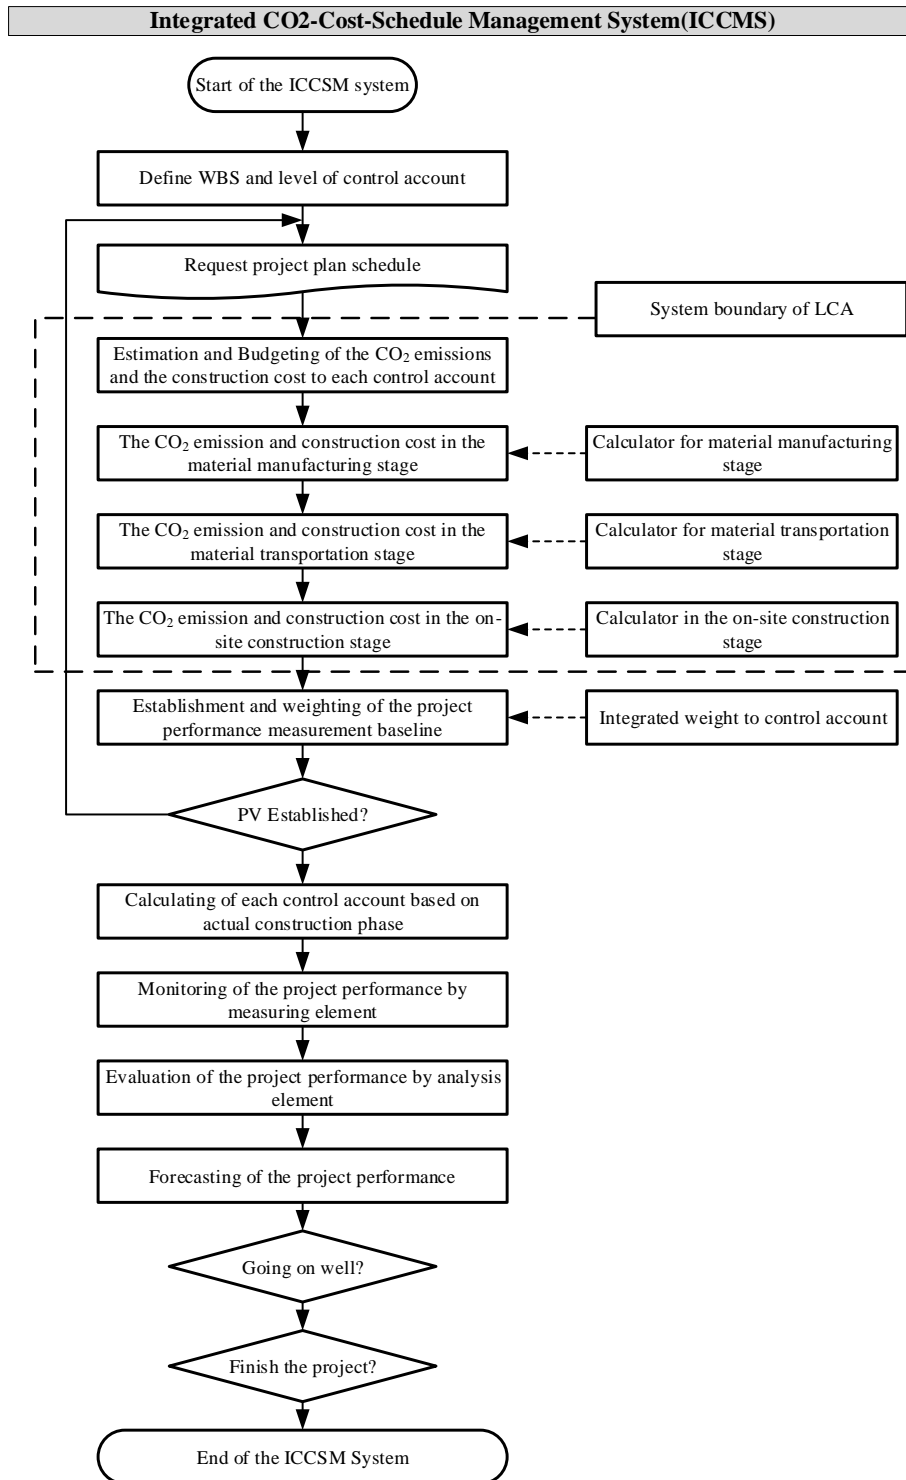 Integrated CO2-Cost-Schedule Management System(ICCMS)
Start of the ICCSM system
Define WBS and level of control account
Request project plan schedule
System boundary of LCA
Estimation and Budgeting of the CO₂ emissions
and the construction cost to each control account
The CO₂ emission and construction cost in the
material manufacturing stage
Calculator for material manufacturing
stage
The CO₂ emission and construction cost in the
material transportation stage
Calculator for material transportation
stage
The CO₂ emission and construction cost in the on-
site construction stage
Calculator in the on-site construction
stage
Establishment and weighting of the project
performance measurement baseline
Integrated weight to control account
PV Established?
Calculating of each control account based on
actual construction phase
Monitoring of the project performance by
measuring element
Evaluation of the project performance by analysis
element
Forecasting of the project performance
Going on well?
Finish the project?
End of the ICCSM System